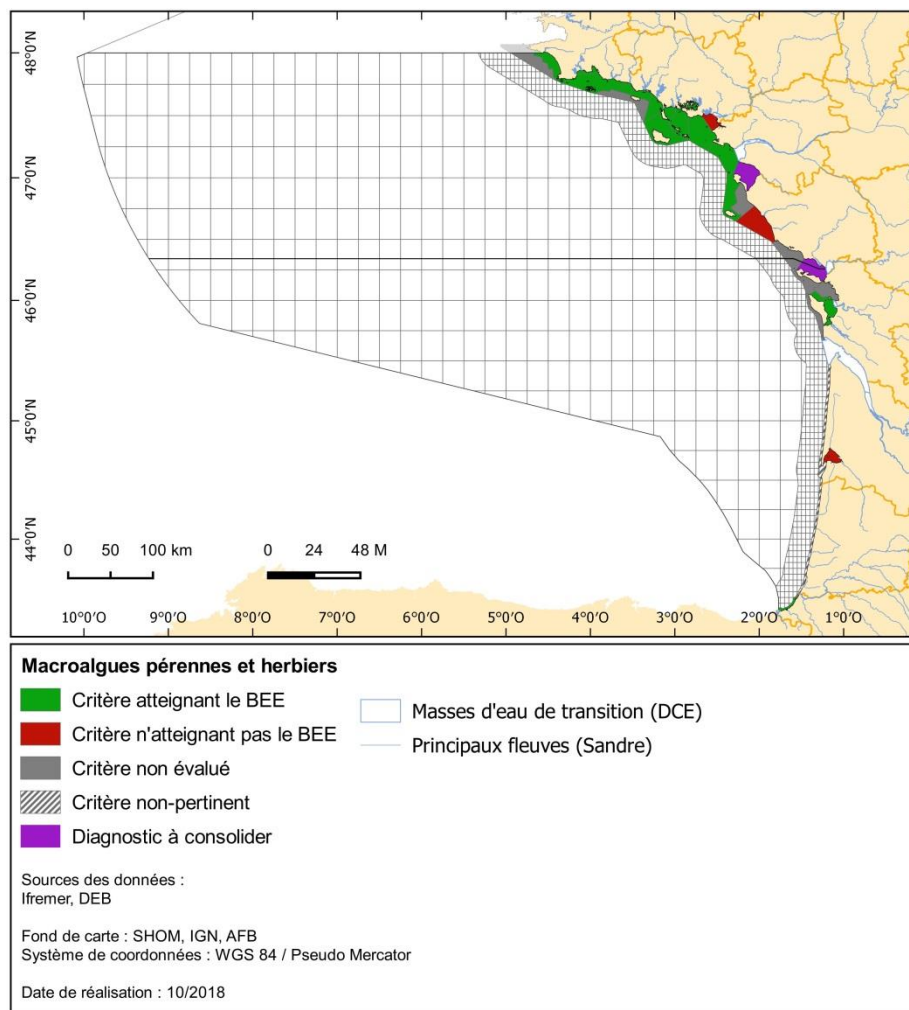 48°0'N
47°0'N
46°0'N
45°0'N
44°0'N
0 50 100 km
0 24 48 M
10°0'O 9°0'O 8°0'O 7°0'O 6°0'O 5°0'O 4°0'O 3°0'O 2°0'O 1°0'O
Macroalgues pérennes et herbiers
Critère atteignant le BEE
Critère n'atteignant pas le BEE
Critère non évalué
Critère non-pertinent
Diagnostic à consolider
Masses d'eau de transition (DCE)
Principaux fleuves (Sandre)
Sources des données :
Ifremer, DEB
Fond de carte : SHOM, IGN, AFB
Système de coordonnées : WGS 84 / Pseudo Mercator
Date de réalisation : 10/2018